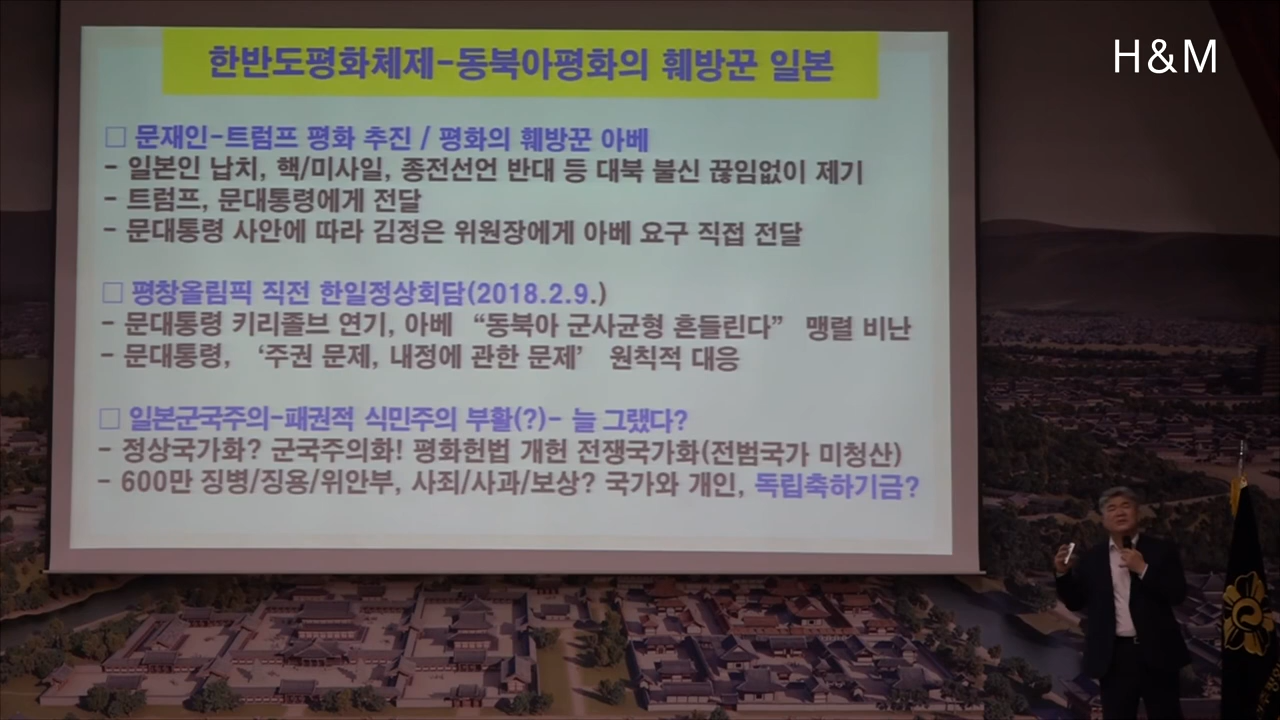 H&M
한반도평화체제-동북아평화의 훼방꾼 일본
□ 문재인-트럼프 평화 추진 / 평화의 훼방꾼 아베
- 일본인 납치, 핵/미사일, 종전선언 반대 등 대북 불신 끊임없이 제기
- 트럼프, 문대통령에게 전달
- 문대통령 사안에 따라 김정은 위원장에게 아베 요구 직접 전달
□ 평창올림픽 직전 한일정상회담(2018.2.9.)
- 문대통령 키리졸브 연기, 아베 “동북아 군사균형 흔들린다” 맹렬 비난
- 문대통령, ‘주권 문제, 내정에 관한 문제’ 원칙적 대응
□ 일본군국주의-패권적 식민주의 부활(?)- 늘 그랬다?
- 정상국가화? 군국주의화! 평화헌법 개헌 전쟁국가화(전범국가 미청산)
- 600만 징병/징용/위안부, 사죄/사과/보상? 국가와 개인, 독립축하기금?